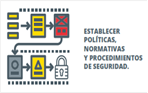 ESTABLECER
POLÍTICAS,
NORMATIVAS
Y PROCEDIMIENTOS
DE SEGURIDAD.